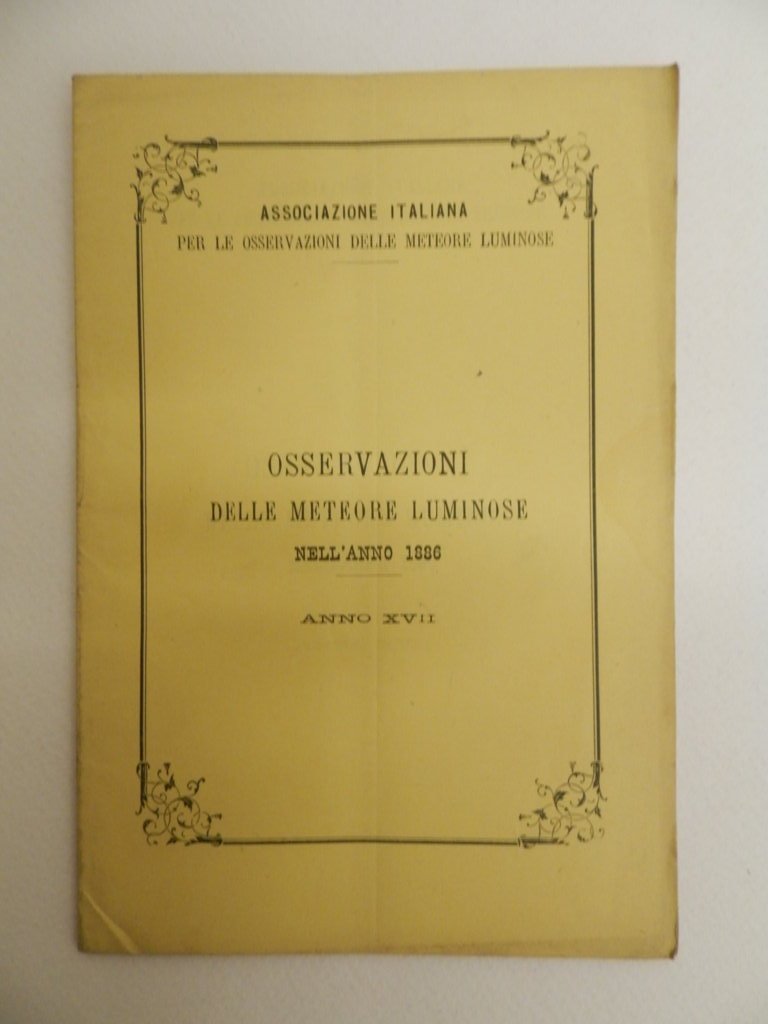 ASSOCIAZIONE ITALIANA
PER LE OSSERVAZIONI DELLE METEORE LUMINOSE
OSSERVAZIONI
DELLE METEORE LUMINOSE
NELL'ANNO 1886
ANNO XVII